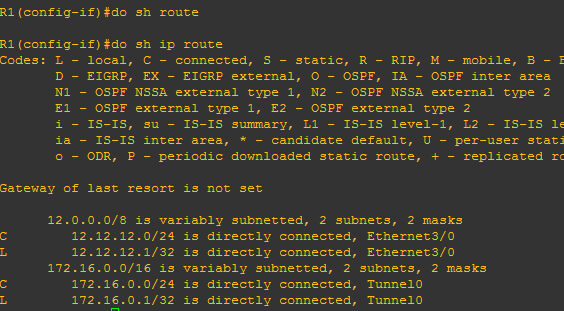 R1(config-if)#do sh route
R1(config-if)#do sh ip route
Codes: L - local, C - connected, S - static, R - RIP, M - mobile, B - B
D - EIGRP, EX - EIGRP external, O - OSPF, IA - OSPF inter area
N1 - OSPF NSSA external type 1, N2 - OSPF NSSA external type 2
E1 - OSPF external type 1, E2 - OSPF external type 2
i - IS-IS, su - IS-IS summary, L1 - IS-IS level-1, L2 - IS-IS le
ia - IS-IS inter area, * - candidate default, U - per-user stati
o - ODR, P - periodic downloaded static route, + - replicated ro
Gateway of last resort is not set
12.0.0.0/8 is variably subnetted, 2 subnets, 2 masks
C 12.12.12.0/24 is directly connected, Ethernet3/0
L 12.12.12.1/32 is directly connected, Ethernet3/0
172.16.0.0/16 is variably subnetted, 2 subnets, 2 masks
C 172.16.0.0/24 is directly connected, Tunnel0
L 172.16.0.1/32 is directly connected, Tunnel0